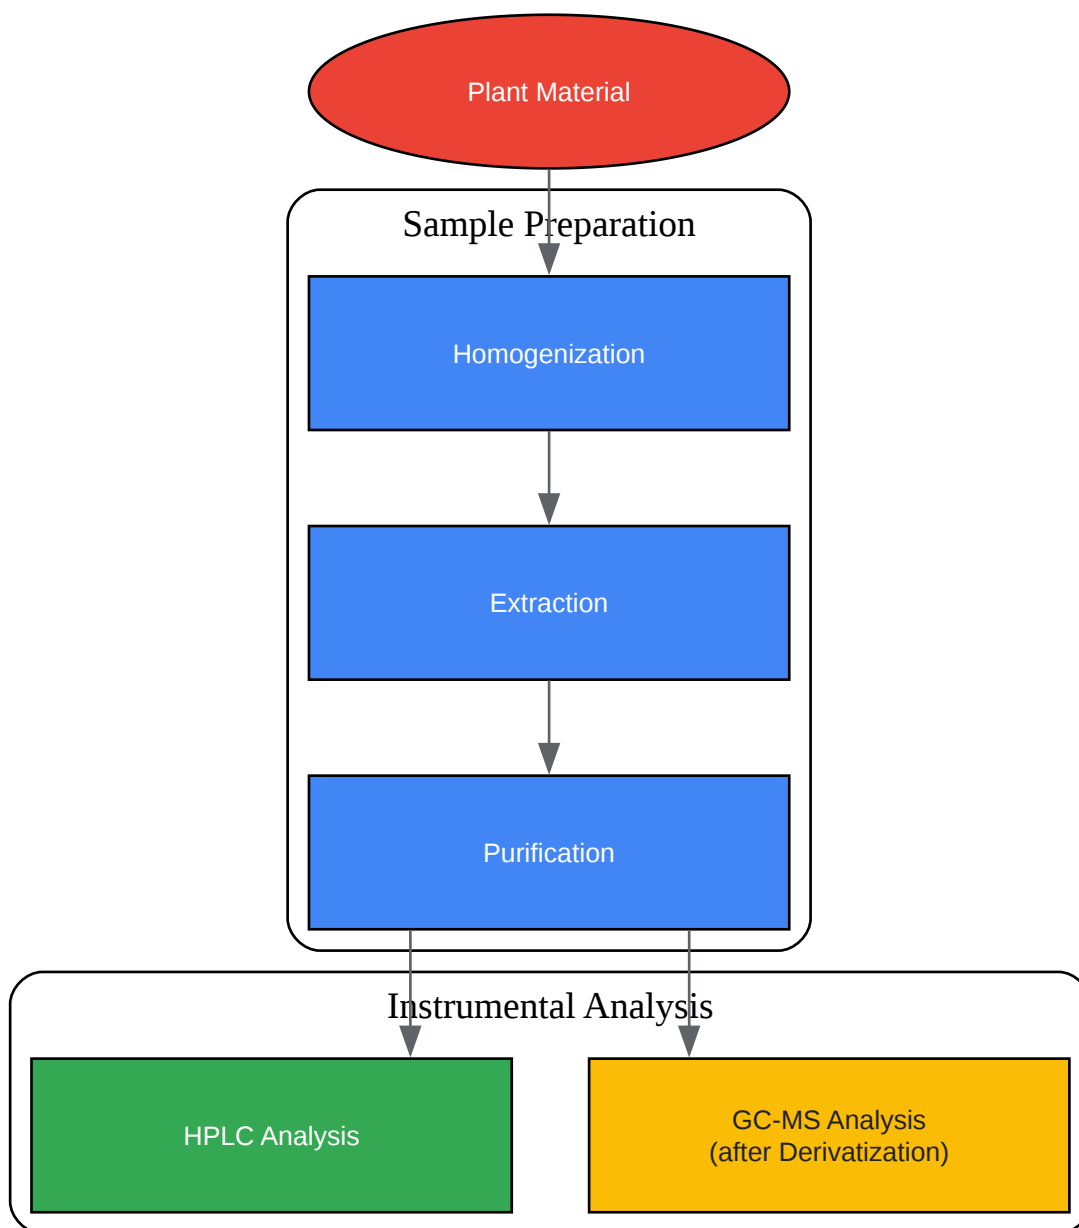 Plant Material
Sample Preparation
Homogenization
Extraction
Purification
Instrumental Analysis
HPLC Analysis
GC-MS Analysis
(after Derivatization)